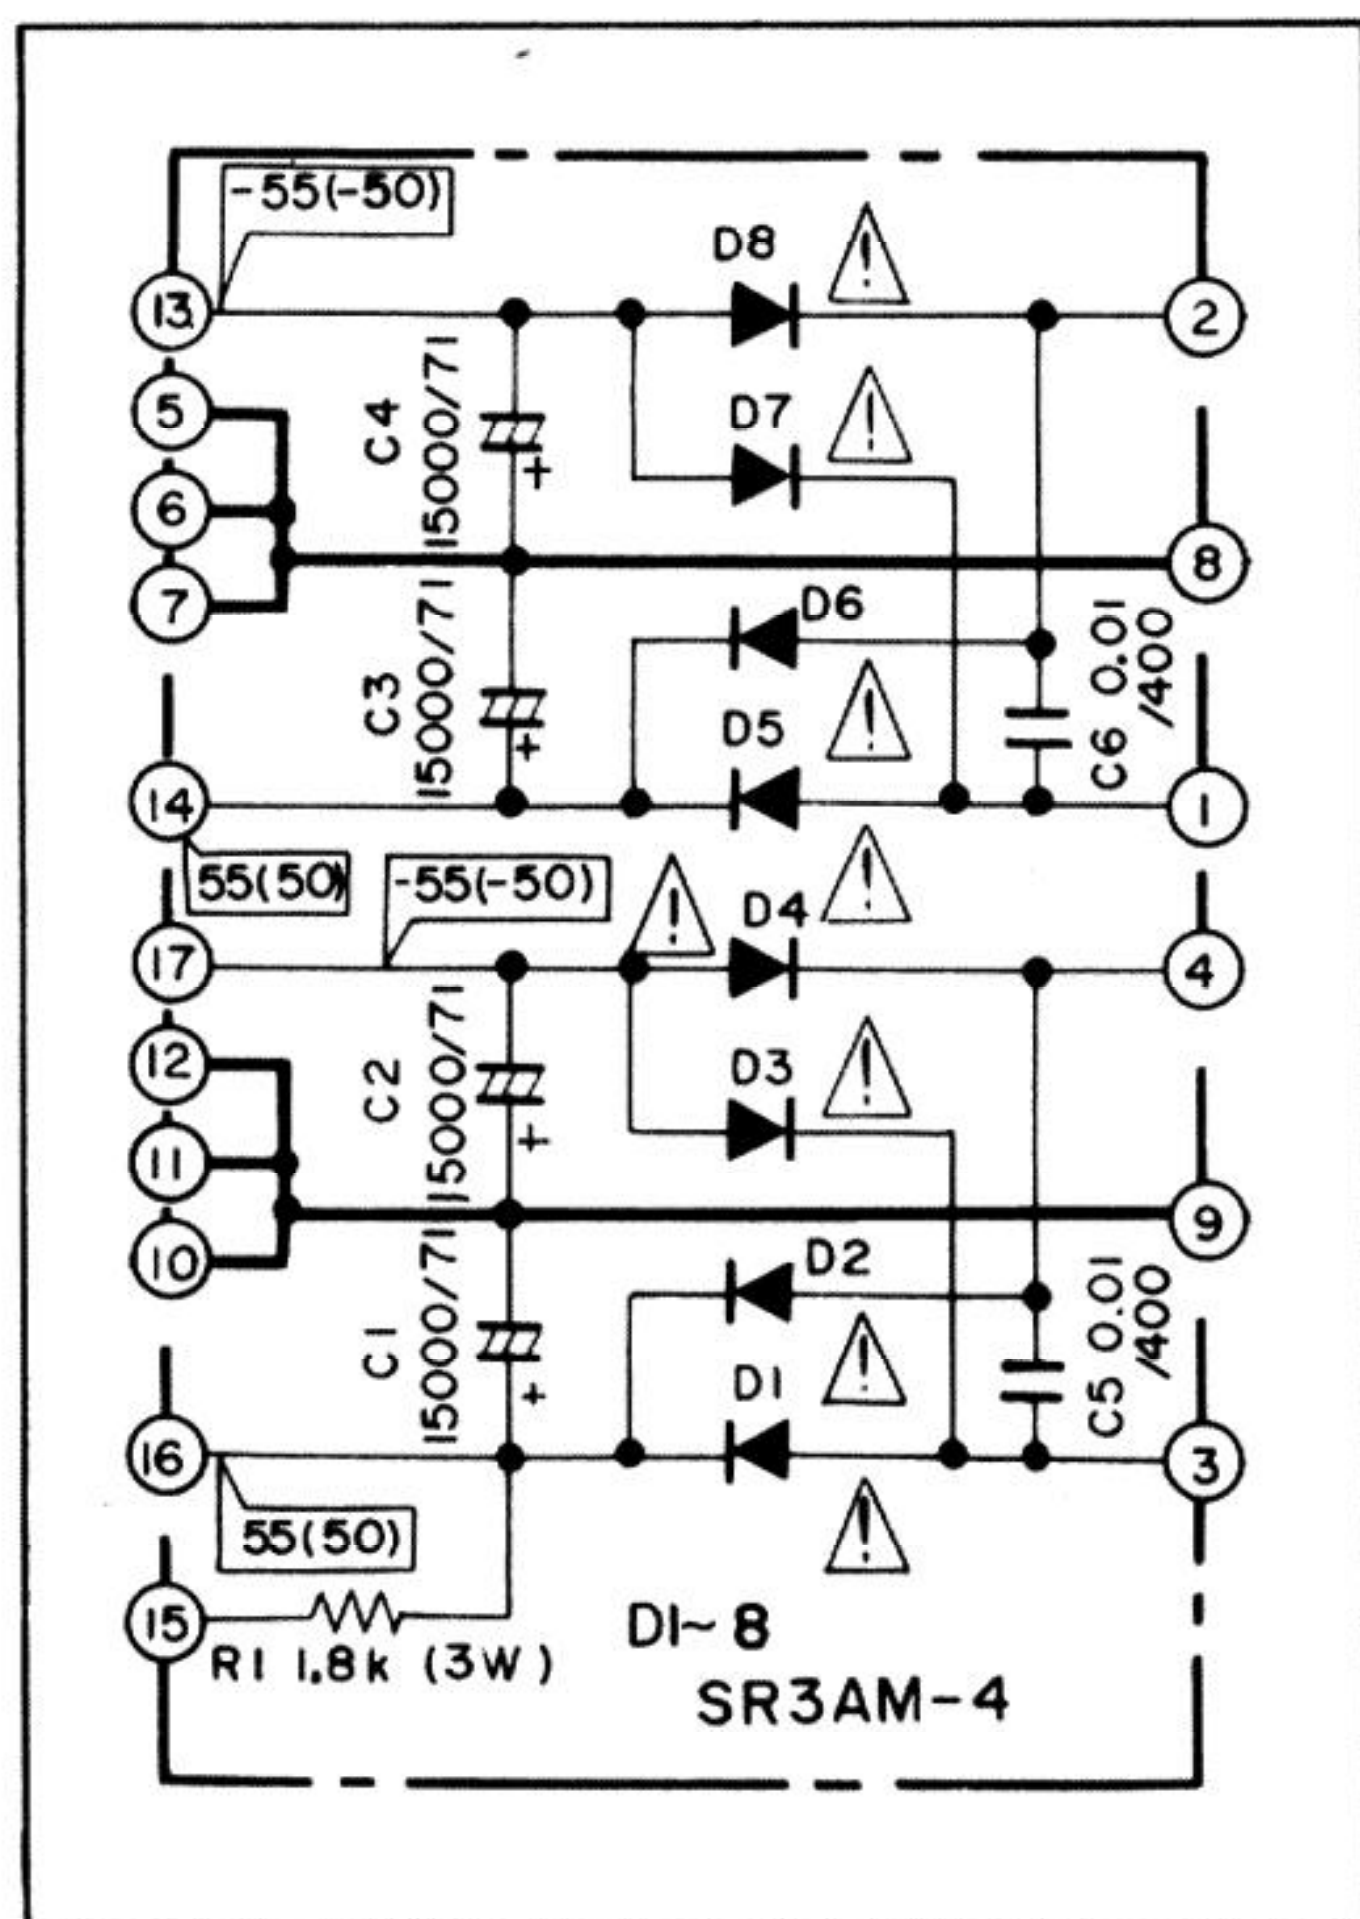 -55(-50)
D8
!
13
2
C4
15000/71
D7
!
5
6
8
7
D6
C3
15000/71
!
D5
C6 0.01
/400
14
1
55(50)
-55(-50)
!
D4
!
17
4
C2
15000/71
D3
!
12
11
9
10
D2
C1
15000/71
!
D1
C5 0.01
/400
16
3
55(50)
!
15
R1 1.8k (3W)
D1~8
SR3AM-4